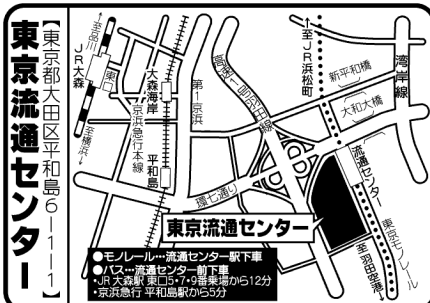 東京流通センター
【東京都大田区平和島6-1-1】
←至品川
JR大森
東口
至横浜→
大森海岸
京浜急行本線
平和島
第1京浜
高速1号羽田線
環七通り
←至JR浜松町
新平和橋
大和大橋
湾岸線
流通センター
東京モノレール
至羽田空港→
東京流通センター
●モノレール…流通センター駅下車
●バス…流通センター前下車
・JR大森駅 東口5・7・9番乗場から12分
・京浜急行 平和島駅から5分